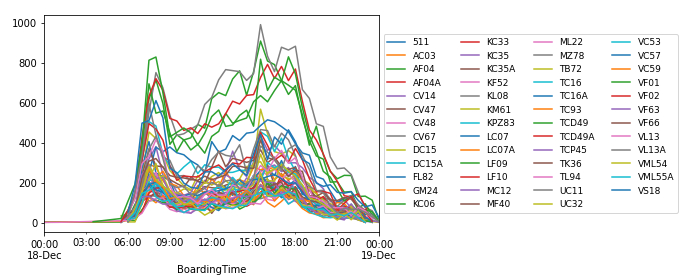 1000
800
600
400
200
0
00:00 03:00 06:00 09:00 12:00 15:00 18:00 21:00 00:00
18-Dec 19-Dec
BoardingTime
511 KC33 ML22 VC53
AC03 KC35 MZ78 VC57
AF04 KC35A TB72 VC59
AF04A KF52 TC16 VF01
CV14 KL08 TC16A VF02
CV47 KM61 TC93 VF63
CV48 KPZ83 TCD49 VF66
CV67 LC07 TCD49A VL13
DC15 LC07A TCP45 VL13A
DC15A LF09 TK36 VML54
FL82 LF10 TL94 VML55A
GM24 MC12 UC11 VS18
KC06 MF40 UC32